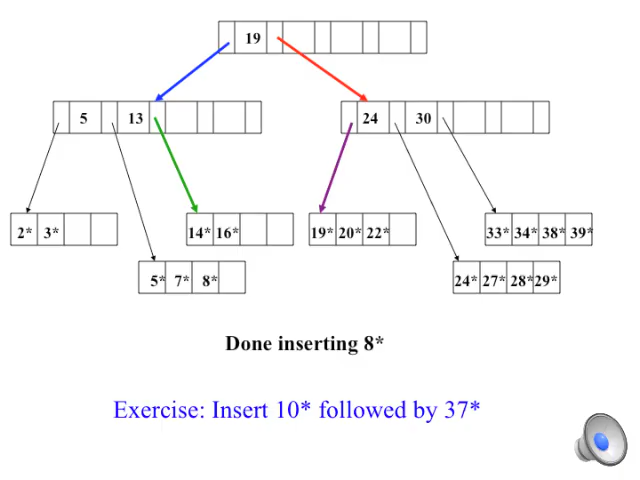 19
5 13
24 30
2* 3*
14* 16*
19* 20* 22*
33* 34* 38* 39*
5* 7* 8*
24* 27* 28* 29*
Done inserting 8*
Exercise: Insert 10* followed by 37*